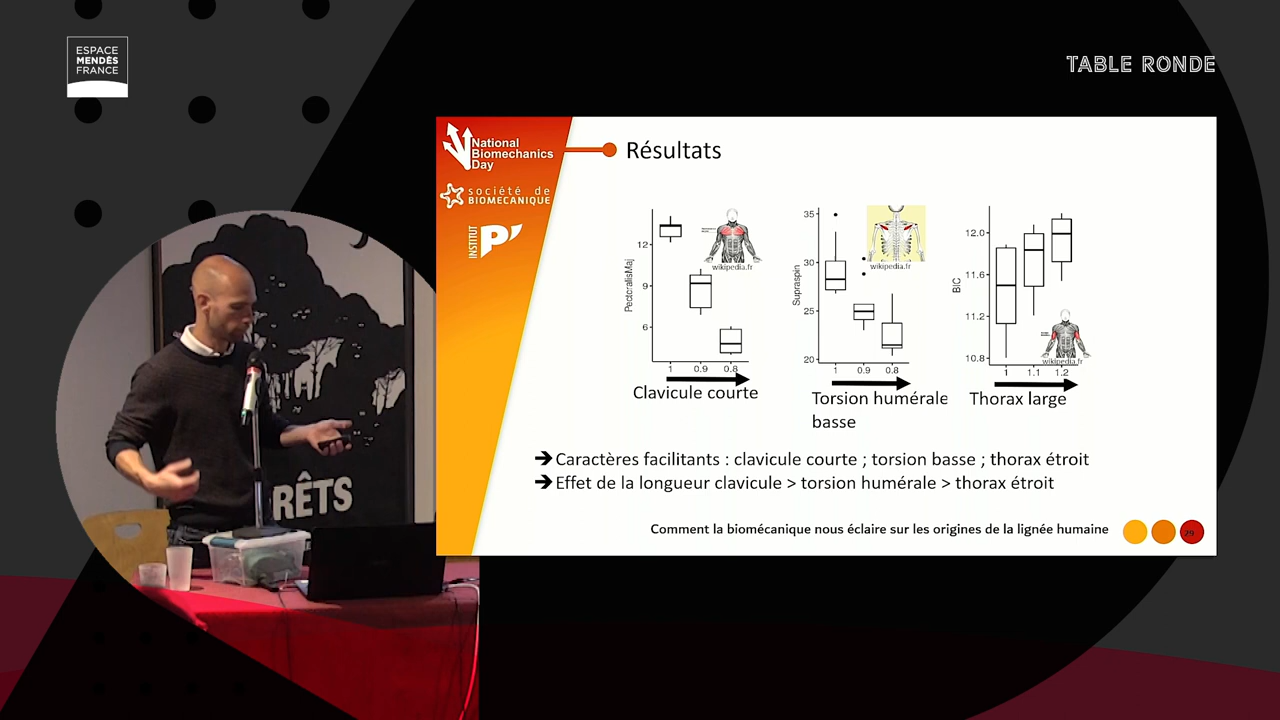 ESPACE
MENDÈS
FRANCE
TABLE RONDE
National
Biomechanics
Day
société de
BIOMECANIQUE
INSTITUT
P'
Résultats
PectoralisMaj
12
9
6
1 0.9 0.8
wikipedia.fr
Clavicule courte
Supraspin
35
30
25
20
1 0.9 0.8
wikipedia.fr
Torsion humérale
basse
BIC
12.0
11.6
11.2
10.8
1 1.1 1.2
wikipedia.fr
Thorax large
➔ Caractères facilitants : clavicule courte ; torsion basse ; thorax étroit
➔ Effet de la longueur clavicule > torsion humérale > thorax étroit
Comment la biomécanique nous éclaire sur les origines de la lignée humaine
29
RÊTS